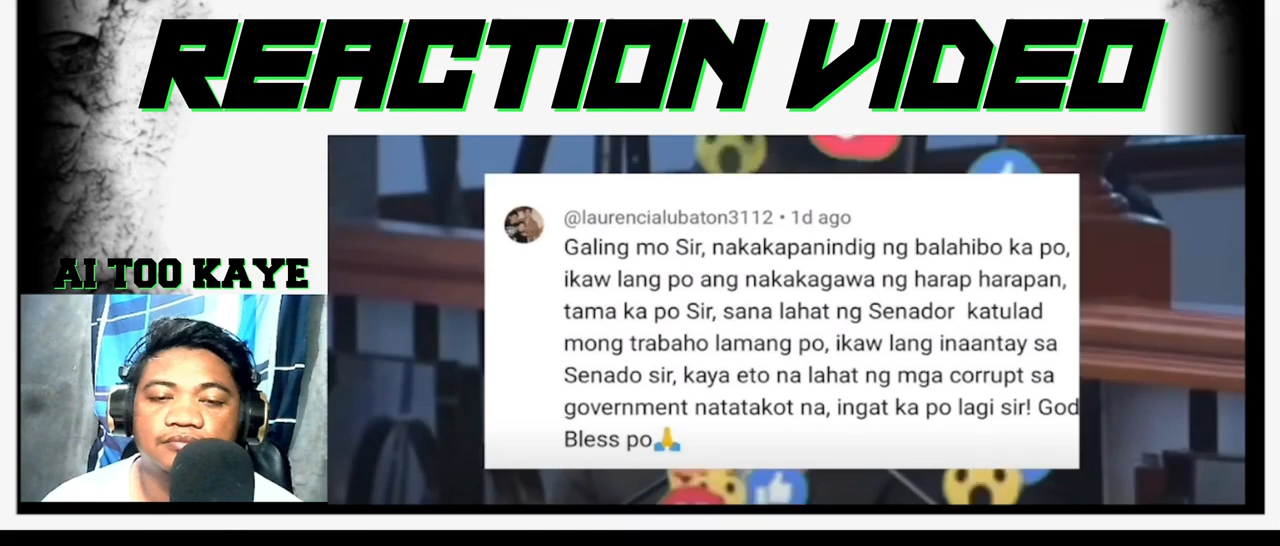 REACTION VIDEO
AI TOO KAYE
@laurencialubaton3112 • 1d ago
Galing mo Sir, nakakapanindig ng balahibo ka po,
ikaw lang po ang nakakagawa ng harap harapan,
tama ka po Sir, sana lahat ng Senador katulad
mong trabaho lamang po, ikaw lang inaantay sa
Senado sir, kaya eto na lahat ng mga corrupt sa
government natatakot na, ingat ka po lagi sir! God
Bless po🙏